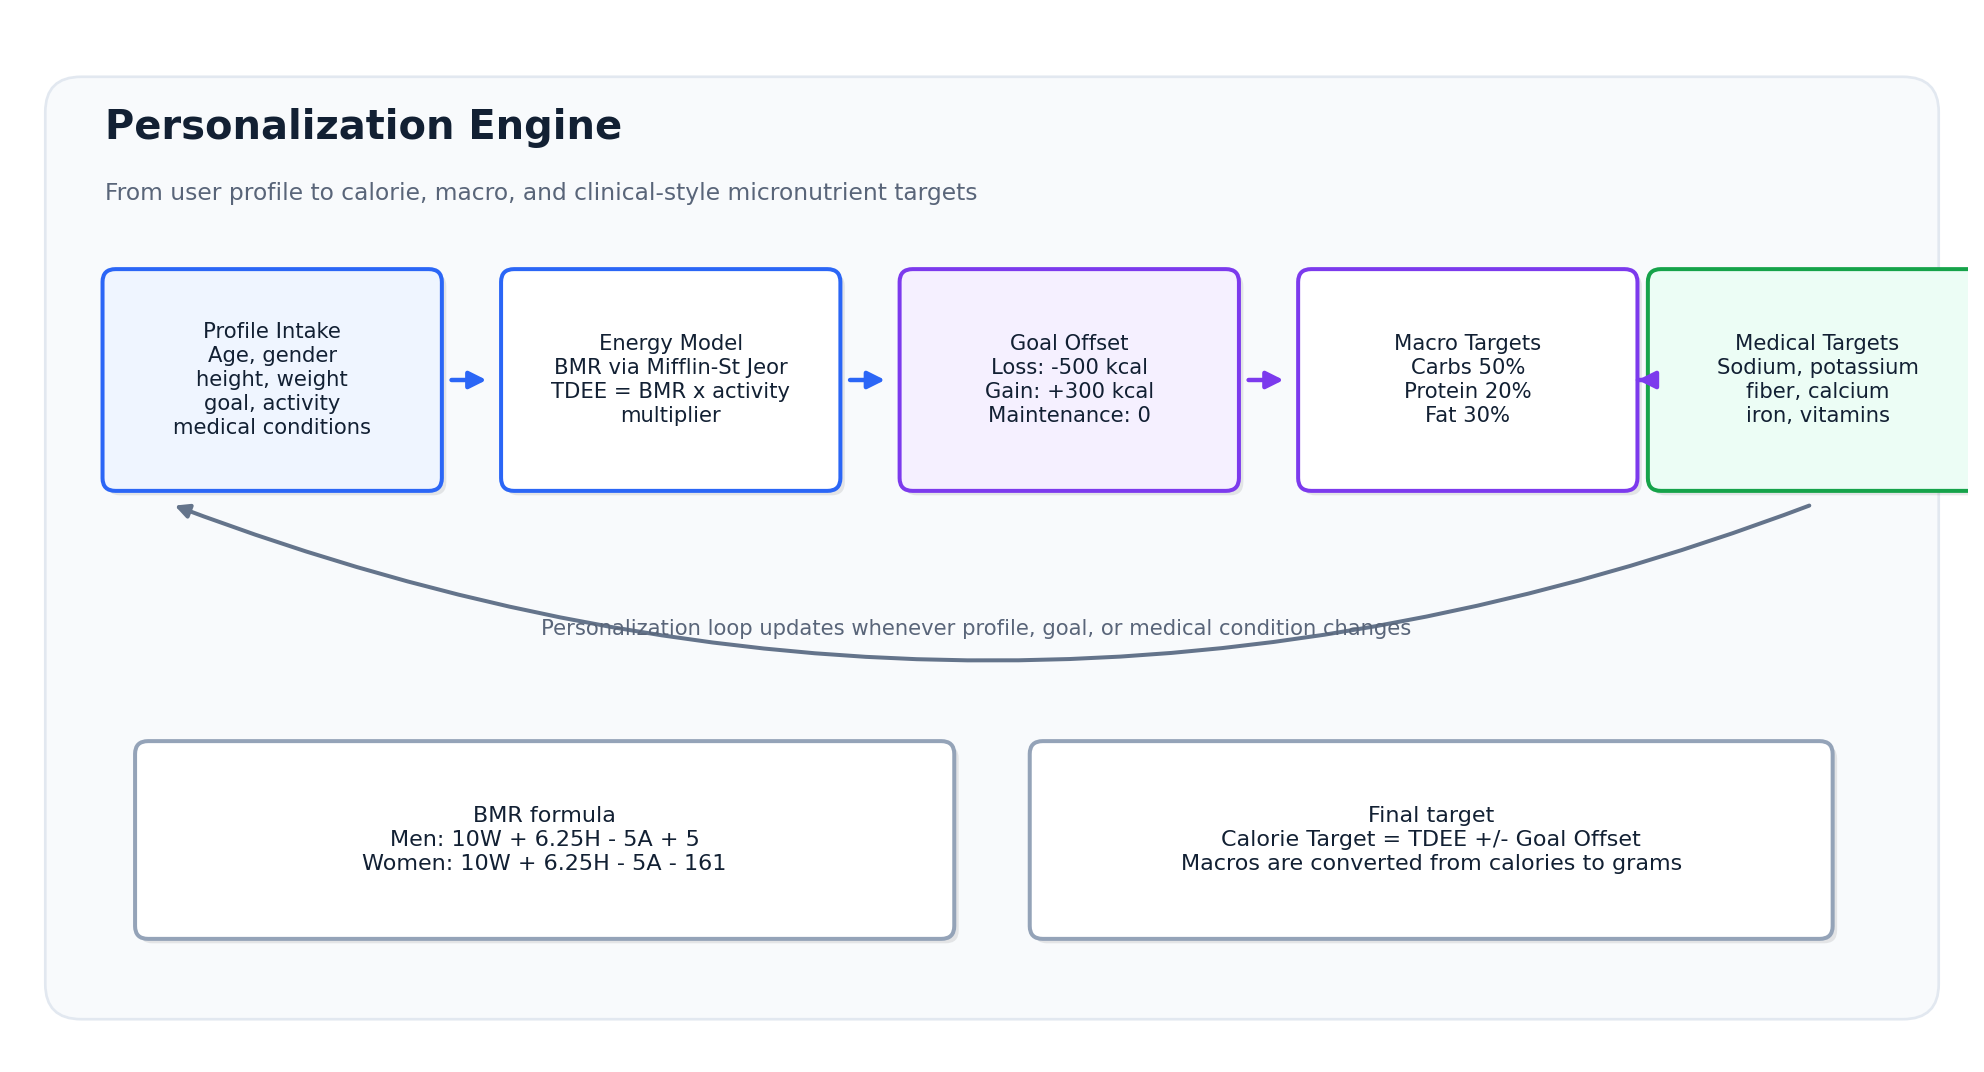 Personalization Engine
From user profile to calorie, macro, and clinical-style micronutrient targets
Profile Intake
Age, gender
height, weight
goal, activity
medical conditions
Energy Model
BMR via Mifflin-St Jeor
TDEE = BMR x activity
multiplier
Goal Offset
Loss: -500 kcal
Gain: +300 kcal
Maintenance: 0
Macro Targets
Carbs 50%
Protein 20%
Fat 30%
Medical Targets
Sodium, potassium
fiber, calcium
iron, vitamins
Personalization loop updates whenever profile, goal, or medical condition changes
BMR formula
Men: 10W + 6.25H - 5A + 5
Women: 10W + 6.25H - 5A - 161
Final target
Calorie Target = TDEE +/- Goal Offset
Macros are converted from calories to grams